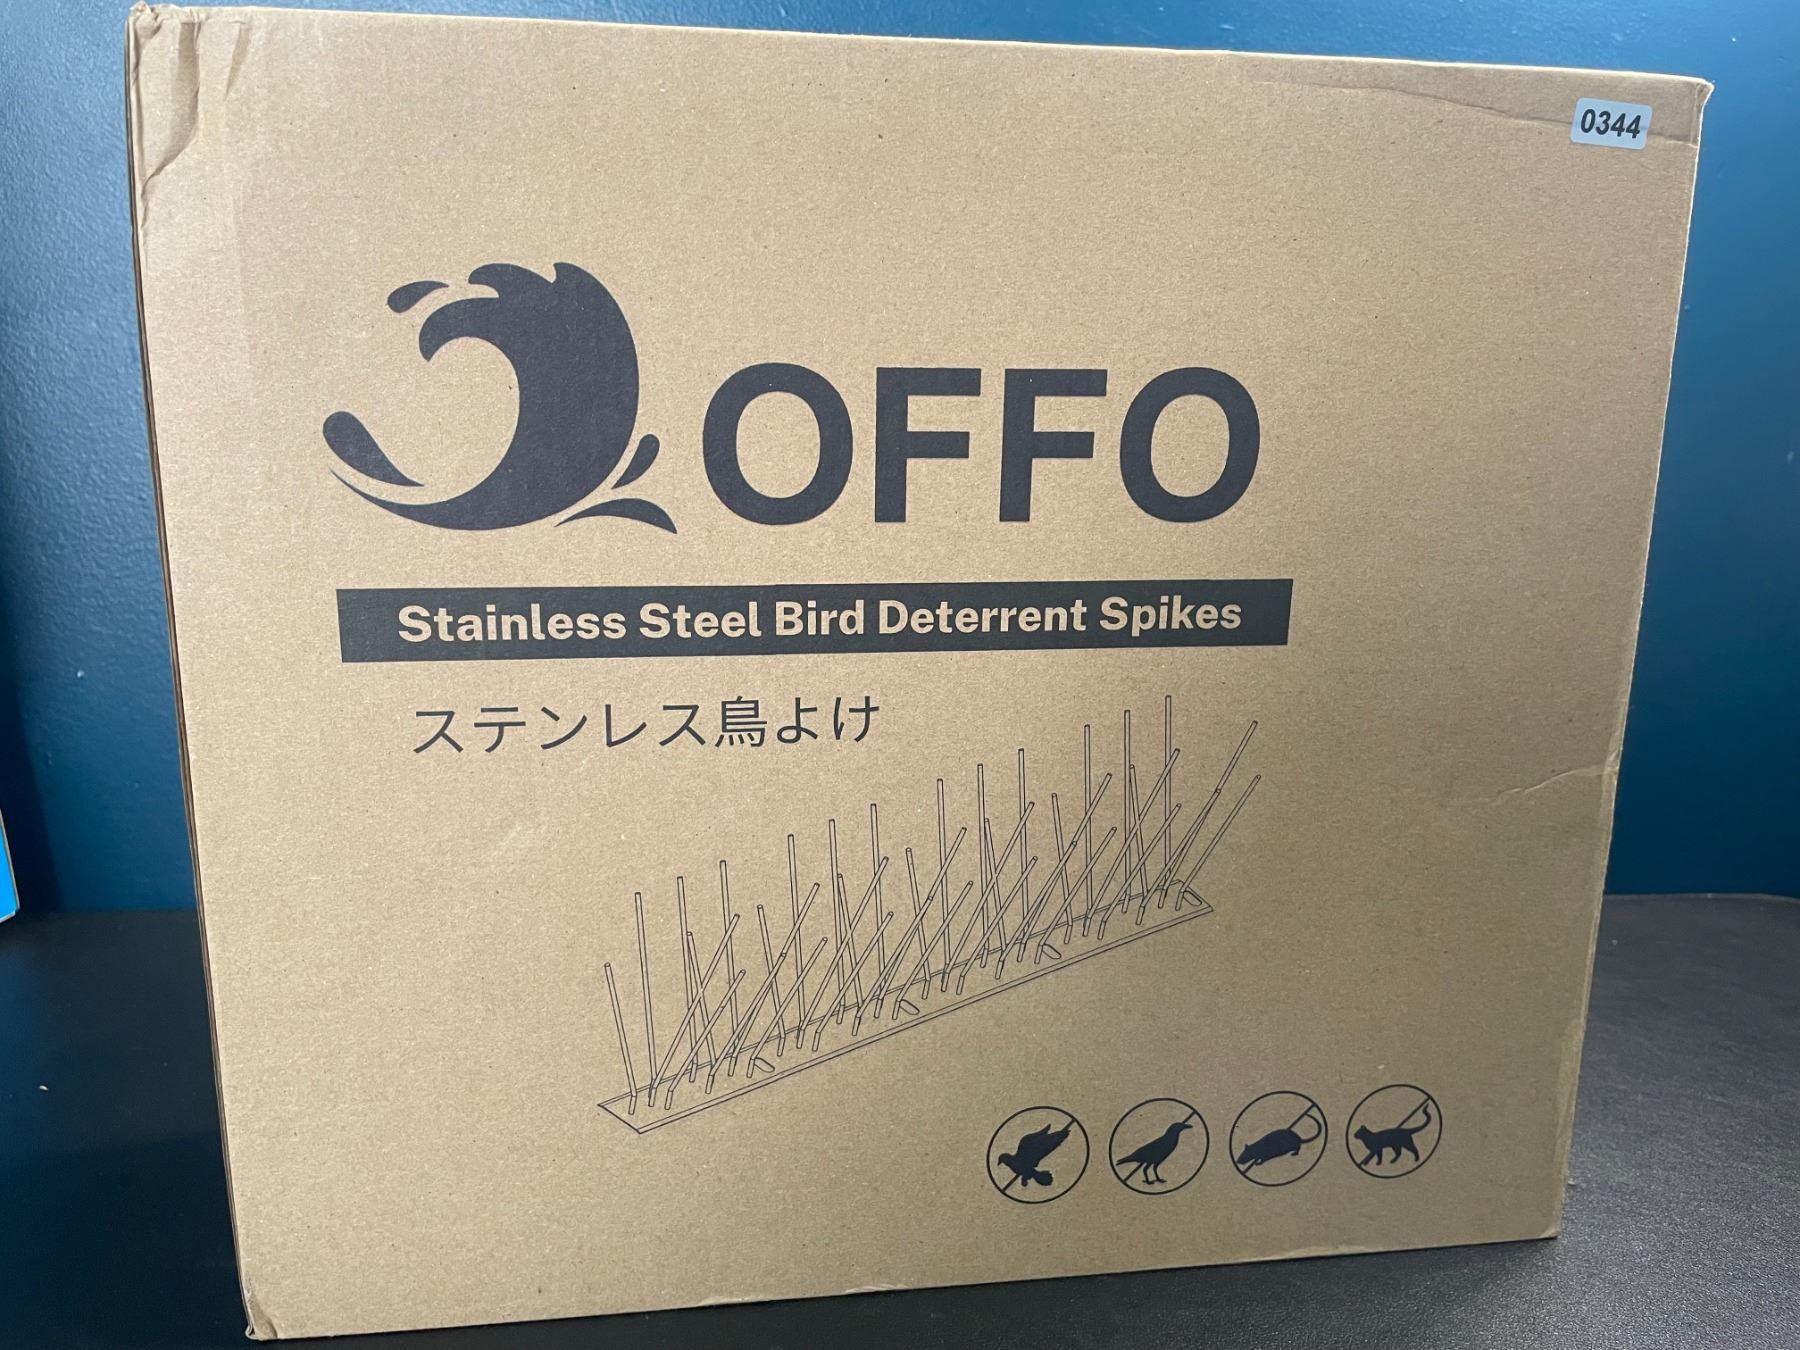 0344
OFFO
Stainless Steel Bird Deterrent Spikes
ステンレス鳥よけ